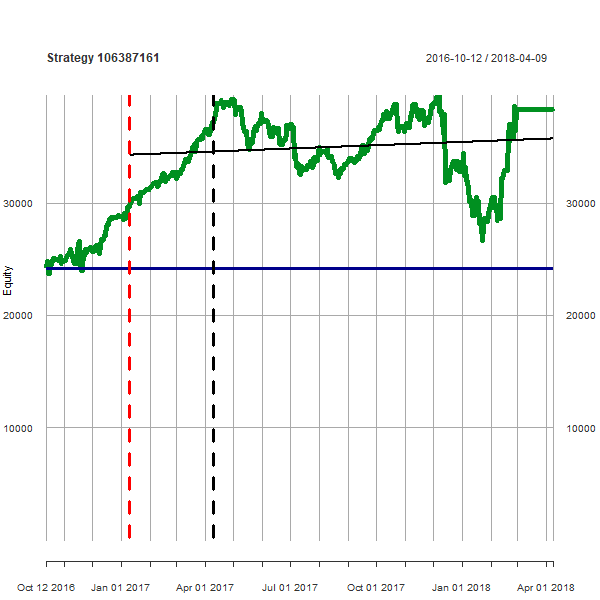 Strategy 106387161
2016-10-12 / 2018-04-09
30000
30000
Equity
20000
20000
10000
10000
Oct 12 2016
Jan 01 2017
Apr 01 2017
Jul 01 2017
Oct 01 2017
Jan 01 2018
Apr 01 2018